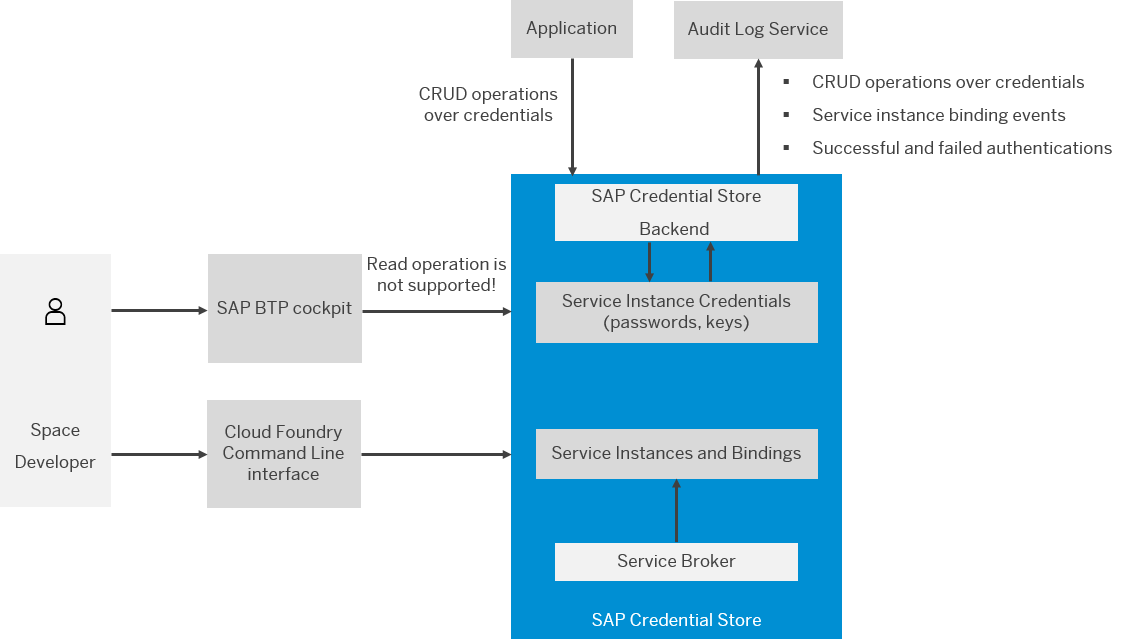 Application
Audit Log Service
CRUD operations
over credentials
CRUD operations over credentials
Service instance binding events
Successful and failed authentications
SAP Credential Store
Backend
Read operation is
not supported!
SAP BTP cockpit
Service Instance Credentials
(passwords, keys)
Space
Developer
Cloud Foundry
Command Line
interface
Service Instances and Bindings
Service Broker
SAP Credential Store